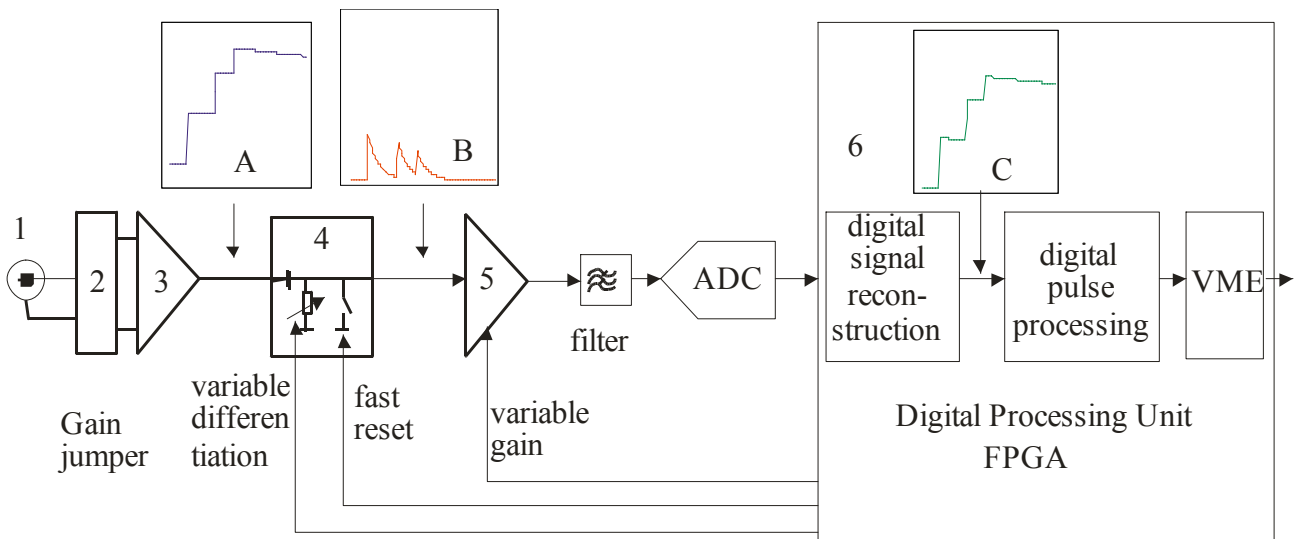 A
B
6
C
1
2
3
4
5
ADC
digital
signal
recon-
struction
digital
pulse
processing
VME
filter
Gain
jumper
variable
differen
tiation
fast
reset
variable
gain
Digital Processing Unit
FPGA